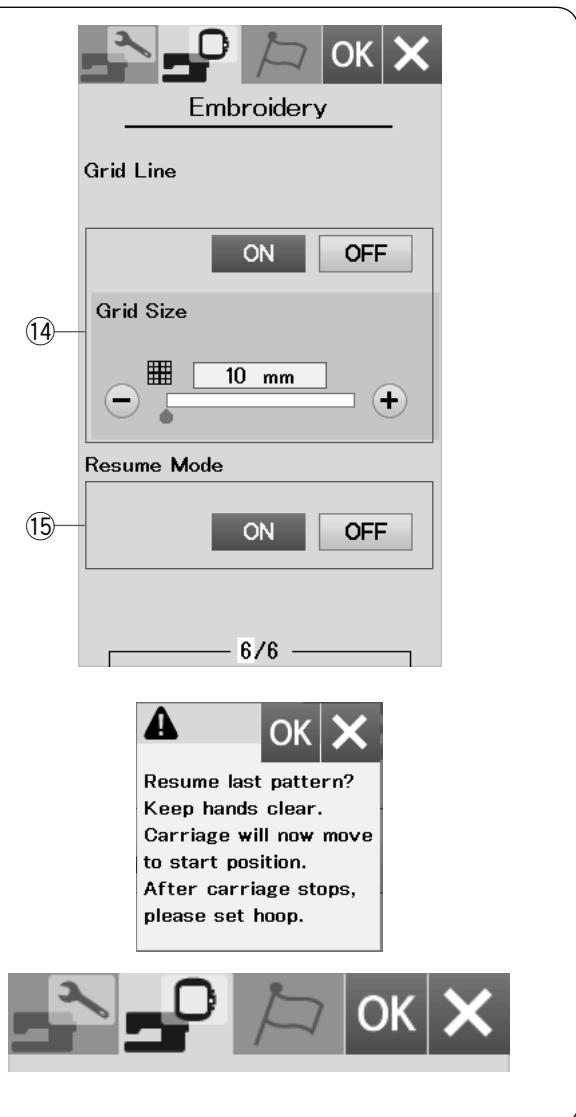 OK
Embroidery
Grid Line
ON OFF
⑭
Grid Size
10 mm
Resume Mode
⑮
ON OFF
6/6
OK
Resume last pattern?
Keep hands clear.
Carriage will now move
to start position.
After carriage stops,
please set hoop.
OK